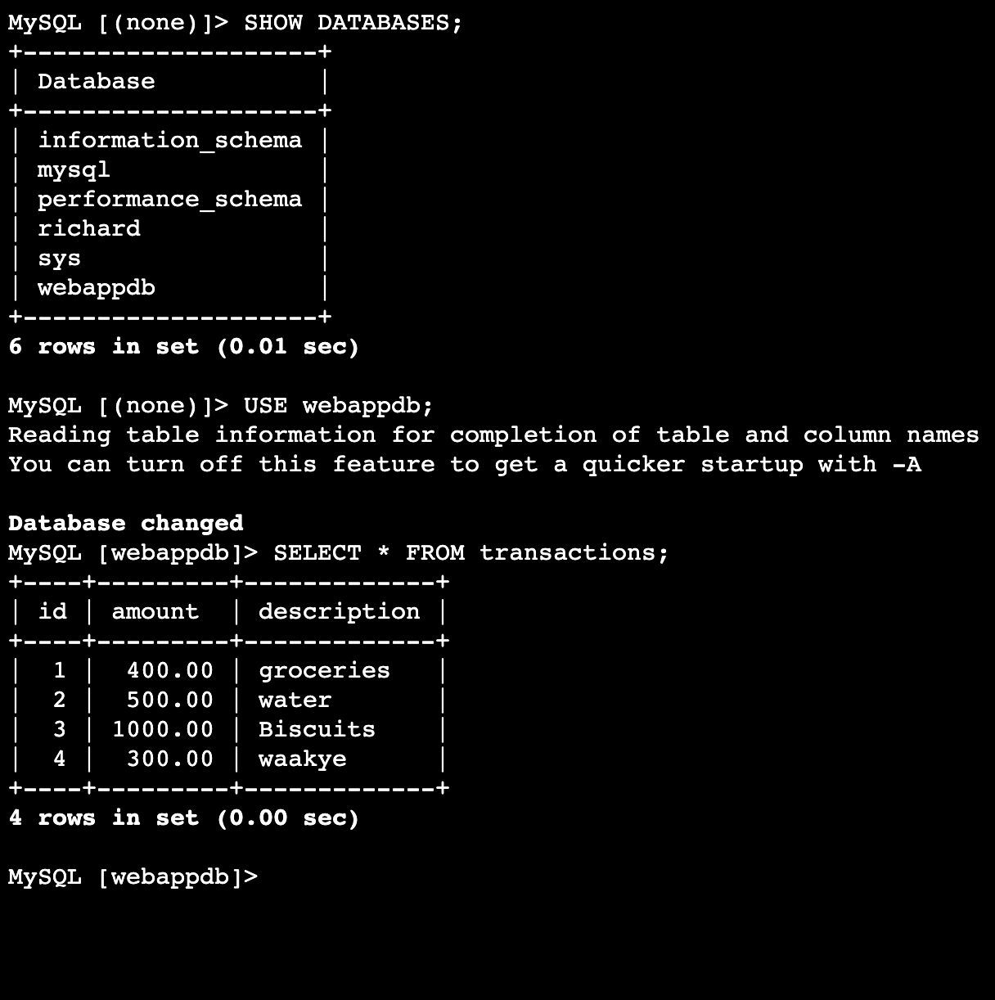 MySQL [(none)]> SHOW DATABASES;
+--------------------+
| Database           |
+--------------------+
| information_schema |
| mysql              |
| performance_schema |
| richard            |
| sys                |
| webappdb           |
+--------------------+
6 rows in set (0.01 sec)

MySQL [(none)]> USE webappdb;
Reading table information for completion of table and column names
You can turn off this feature to get a quicker startup with -A

Database changed
MySQL [webappdb]> SELECT * FROM transactions;
+----+---------+-------------+
| id | amount  | description |
+----+---------+-------------+
|  1 |  400.00 | groceries   |
|  2 |  500.00 | water       |
|  3 | 1000.00 | Biscuits    |
|  4 |  300.00 | waakye      |
+----+---------+-------------+
4 rows in set (0.00 sec)

MySQL [webappdb]>